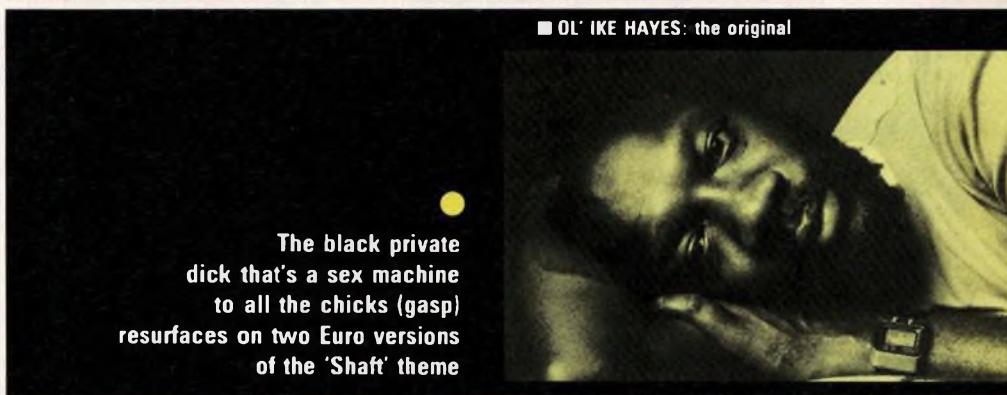 ■ OL' IKE HAYES: the original
The black private
dick that's a sex machine
to all the chicks (gasp)
resurfaces on two Euro versions
of the 'Shaft' theme